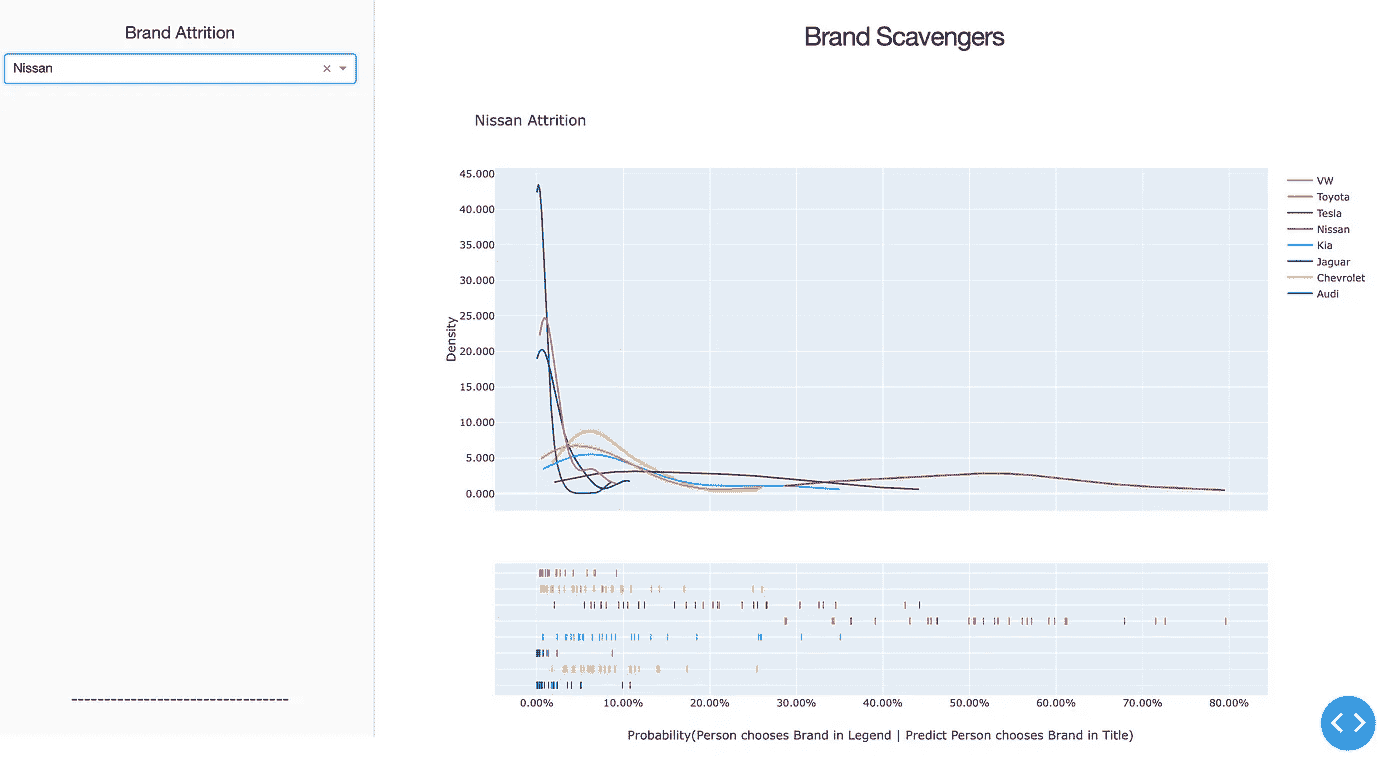 Brand Attrition
Nissan
Brand Scavengers
Nissan Attrition
45.000
40.000
35.000
30.000
25.000
20.000
15.000
10.000
5.000
0.000
Density
VW
Toyota
Tesla
Nissan
Kia
Jaguar
Chevrolet
Audi
0.00% 10.00% 20.00% 30.00% 40.00% 50.00% 60.00% 70.00% 80.00%
Probability(Person chooses Brand in Legend | Predict Person chooses Brand in Title)